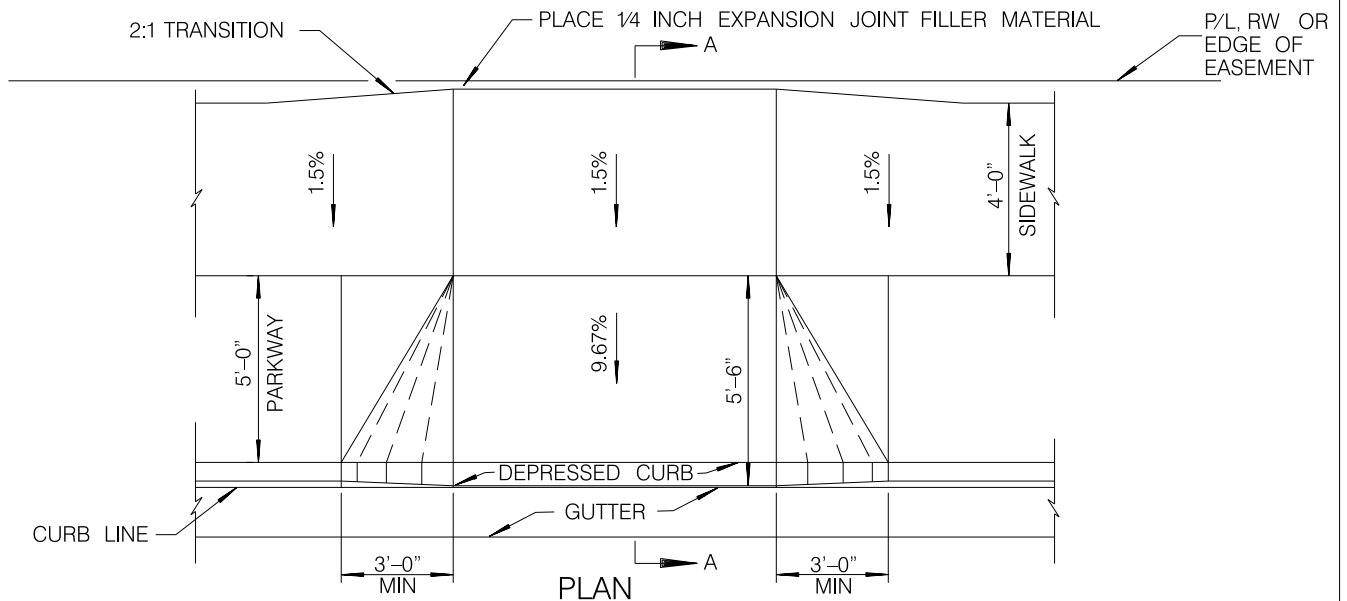 PLACE 1/4 INCH EXPANSION JOINT FILLER MATERIAL
2:1 TRANSITION
A
P/L, RW OR
EDGE OF
EASEMENT
1.5%
1.5%
1.5%
4'-0"
SIDEWALK
5'-0"
PARKWAY
9.67%
5'-6"
DEPRESSED CURB
GUTTER
CURB LINE
3'-0"
MIN
A
3'-0"
MIN
PLAN